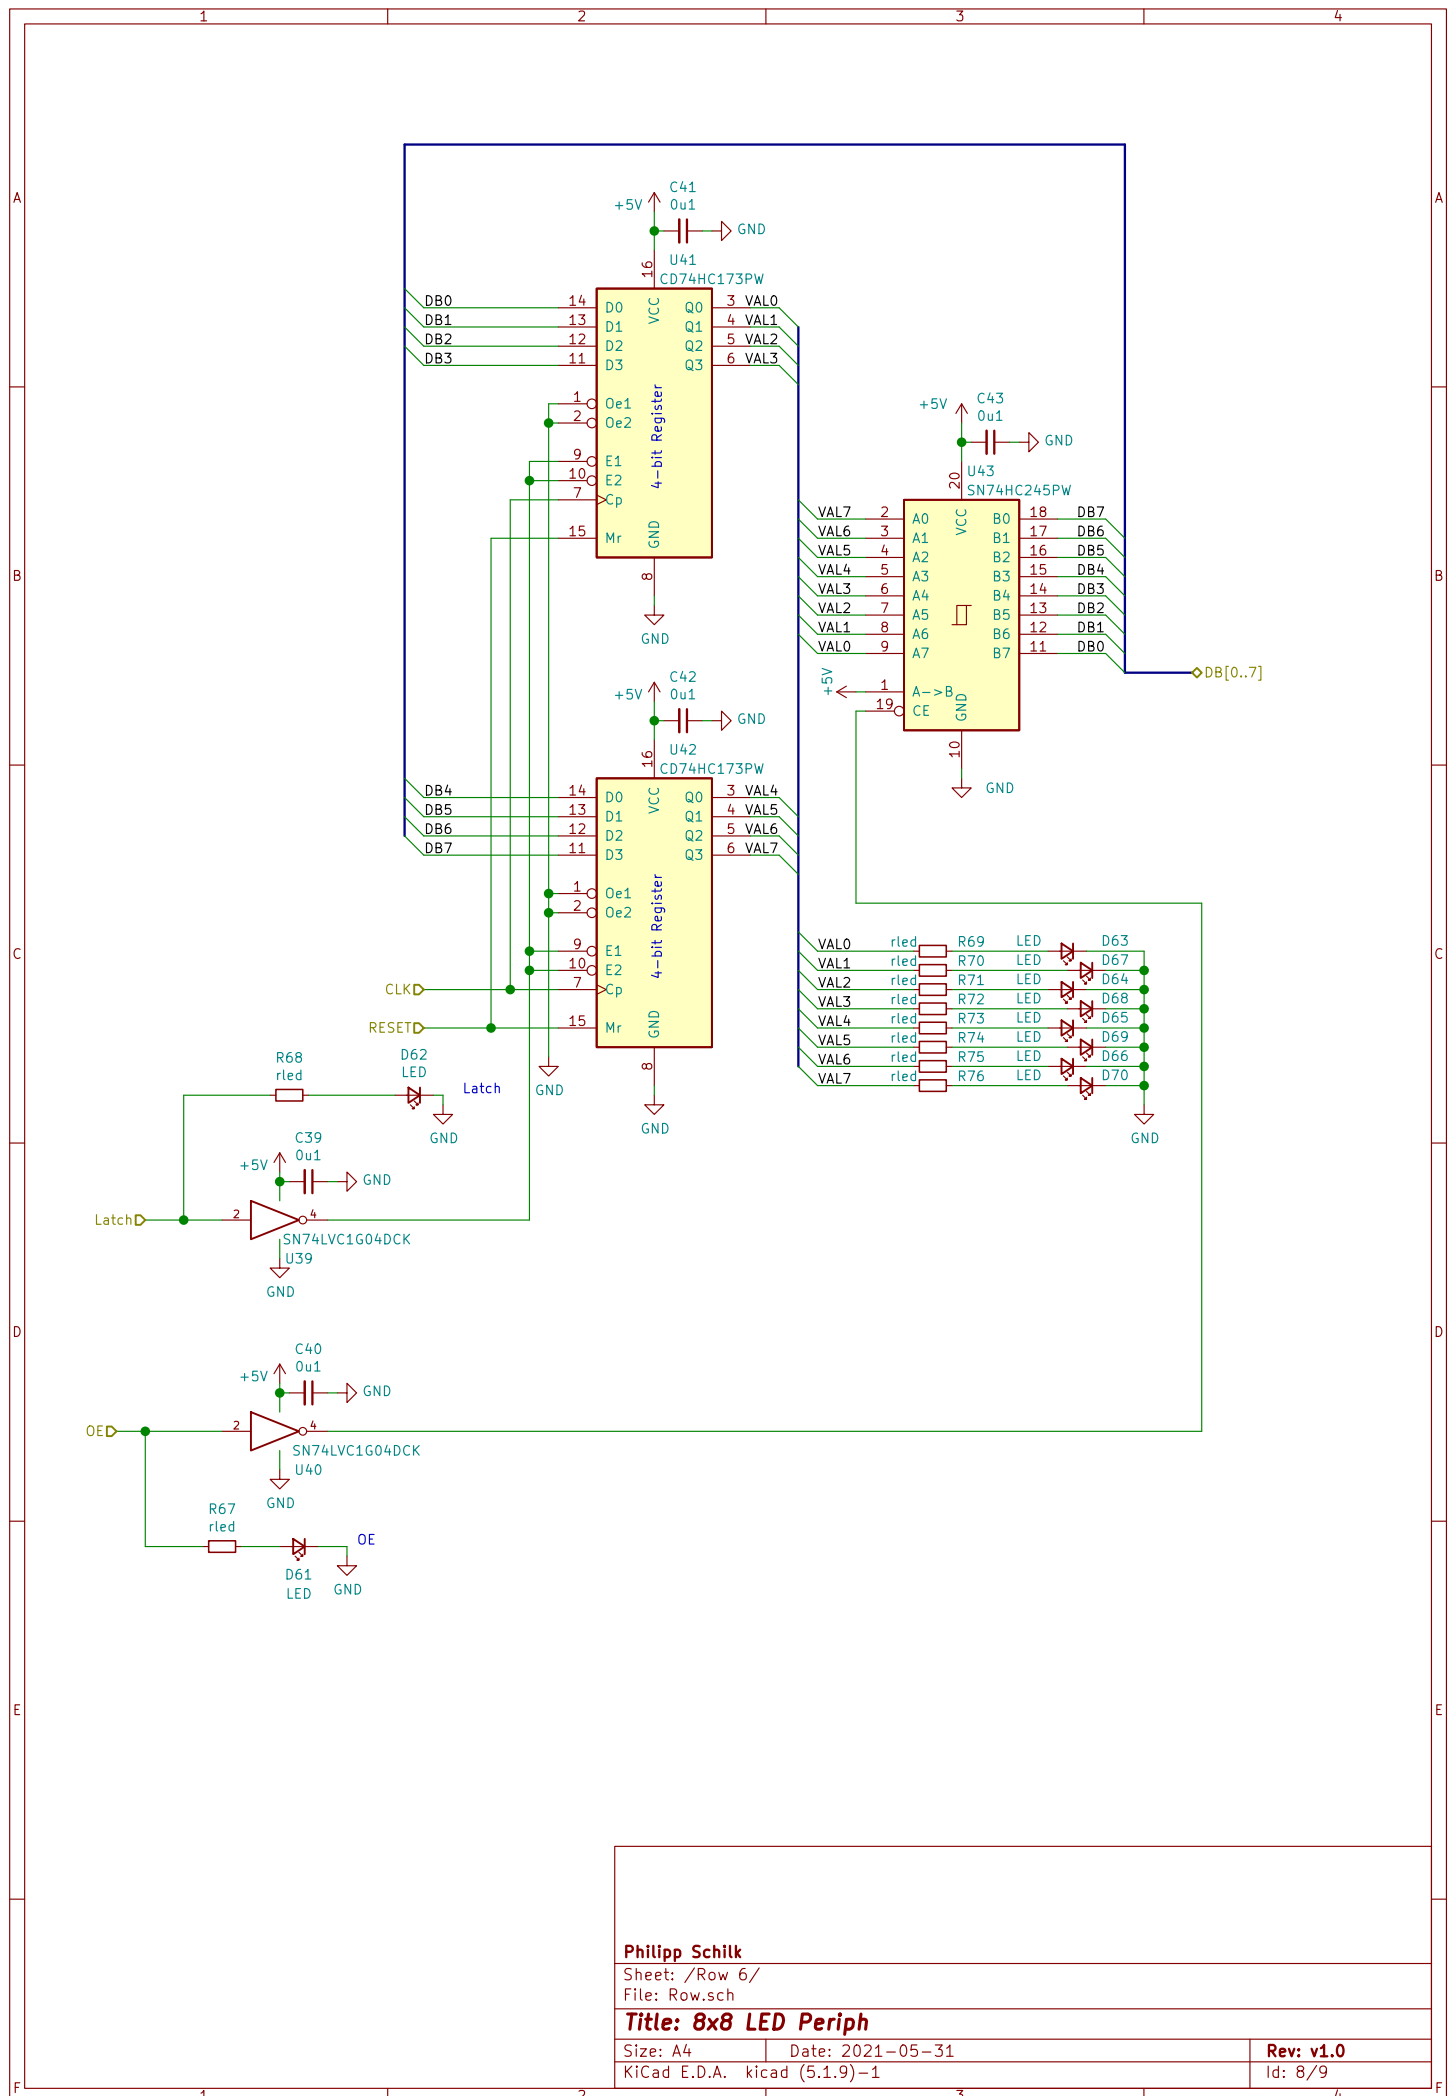 1 2 3 4
A A
B B
C C
D D
E E
F F
1 2 3 4
C41
+5V 0u1
GND
U41
CD74HC173PW
16
DB0 14 D0 VCC Q0 3 VAL0
DB1 13 D1 Q1 4 VAL1
DB2 12 D2 Q2 5 VAL2
DB3 11 D3 Q3 6 VAL3
1 Oe1
2 Oe2
4-bit Register
9 E1
10 E2
7 Cp
15 Mr GND
8
GND
C43
+5V 0u1
GND
U43
SN74HC245PW
20
VAL7 2 A0 VCC B0 18 DB7
VAL6 3 A1 B1 17 DB6
VAL5 4 A2 B2 16 DB5
VAL4 5 A3 B3 15 DB4
VAL3 6 A4 B4 14 DB3
VAL2 7 A5 B5 13 DB2
VAL1 8 A6 B6 12 DB1
VAL0 9 A7 B7 11 DB0
DB[0..7]
+5V 1 A->B
19 CE GND
10
GND
C42
+5V 0u1
GND
U42
CD74HC173PW
16
DB4 14 D0 VCC Q0 3 VAL4
DB5 13 D1 Q1 4 VAL5
DB6 12 D2 Q2 5 VAL6
DB7 11 D3 Q3 6 VAL7
1 Oe1
2 Oe2
4-bit Register
9 E1
10 E2
CLK 7 Cp
RESET 15 Mr GND
8
GND
GND
VAL0 rled R69 LED D63
VAL1 rled R70 LED D67
VAL2 rled R71 LED D64
VAL3 rled R72 LED D68
VAL4 rled R73 LED D65
VAL5 rled R74 LED D69
VAL6 rled R75 LED D66
VAL7 rled R76 LED D70
GND
R68
rled
D62
LED
Latch
GND
C39
+5V 0u1
GND
Latch 2 4
SN74LVC1G04DCK
U39
GND
C40
+5V 0u1
GND
OE 2 4
SN74LVC1G04DCK
U40
GND
R67
rled
OE
D61
LED
GND
Philipp Schilk
Sheet: /Row 6/
File: Row.sch
Title: 8x8 LED Periph
Size: A4 Date: 2021-05-31 Rev: v1.0
KiCad E.D.A. kicad (5.1.9)-1 Id: 8/9